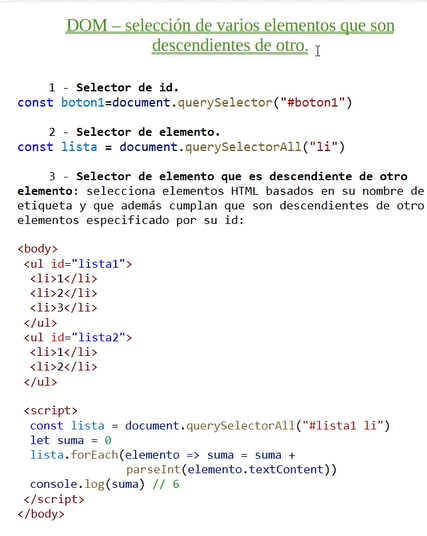 DOM – selección de varios elementos que son
descendientes de otro.
1 - Selector de id.
const boton1=document.querySelector("#boton1")
2 - Selector de elemento.
const lista = document.querySelectorAll("li")
3 - Selector de elemento que es descendiente de otro
elemento: selecciona elementos HTML basados en su nombre de
etiqueta y que además cumplan que son descendientes de otro
elementos especificado por su id:
<body>
<ul id="lista1">
<li>1</li>
<li>2</li>
<li>3</li>
</ul>
<ul id="lista2">
<li>1</li>
<li>2</li>
</ul>
<script>
const lista = document.querySelectorAll("#lista1 li")
let suma = 0
lista.forEach(elemento => suma = suma +
parseInt(elemento.textContent))
console.log(suma) // 6
</script>
</body>